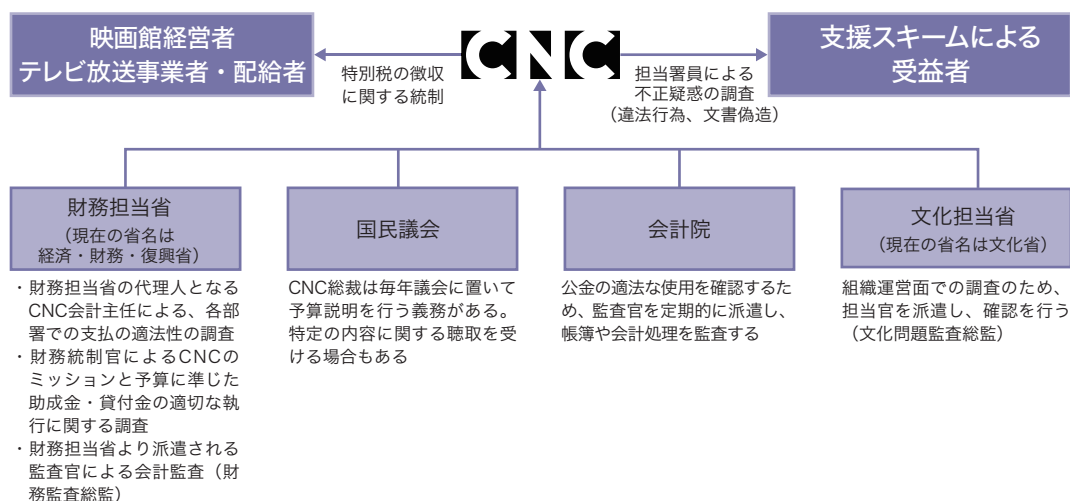 映画館経営者
テレビ放送事業者・配給者
特別税の徴収
に関する統制
CNC
担当署員による
不正疑惑の調査
（違法行為、文書偽造）
支援スキームによる
受益者
財務担当省
（現在の省名は
経済・財務・復興省）
・財務担当省の代理人となる
CNC会計主任による、各部
署での支払の適法性の調査
・財務統制官によるCNCの
ミッションと予算に準じた
助成金・貸付金の適切な執
行に関する調査
・財務担当省より派遣される
監査官による会計監査（財
務監査総監）
国民議会
CNC総裁は毎年議会に置いて
予算説明を行う義務がある。
特定の内容に関する聴取を受
ける場合もある
会計院
公金の適法な使用を確認するた
め、監査官を定期的に派遣し、
帳簿や会計処理を監査する
文化担当省
（現在の省名は文化省）
組織運営面での調査のため、
担当官を派遣し、確認を行う
（文化問題監査総監）